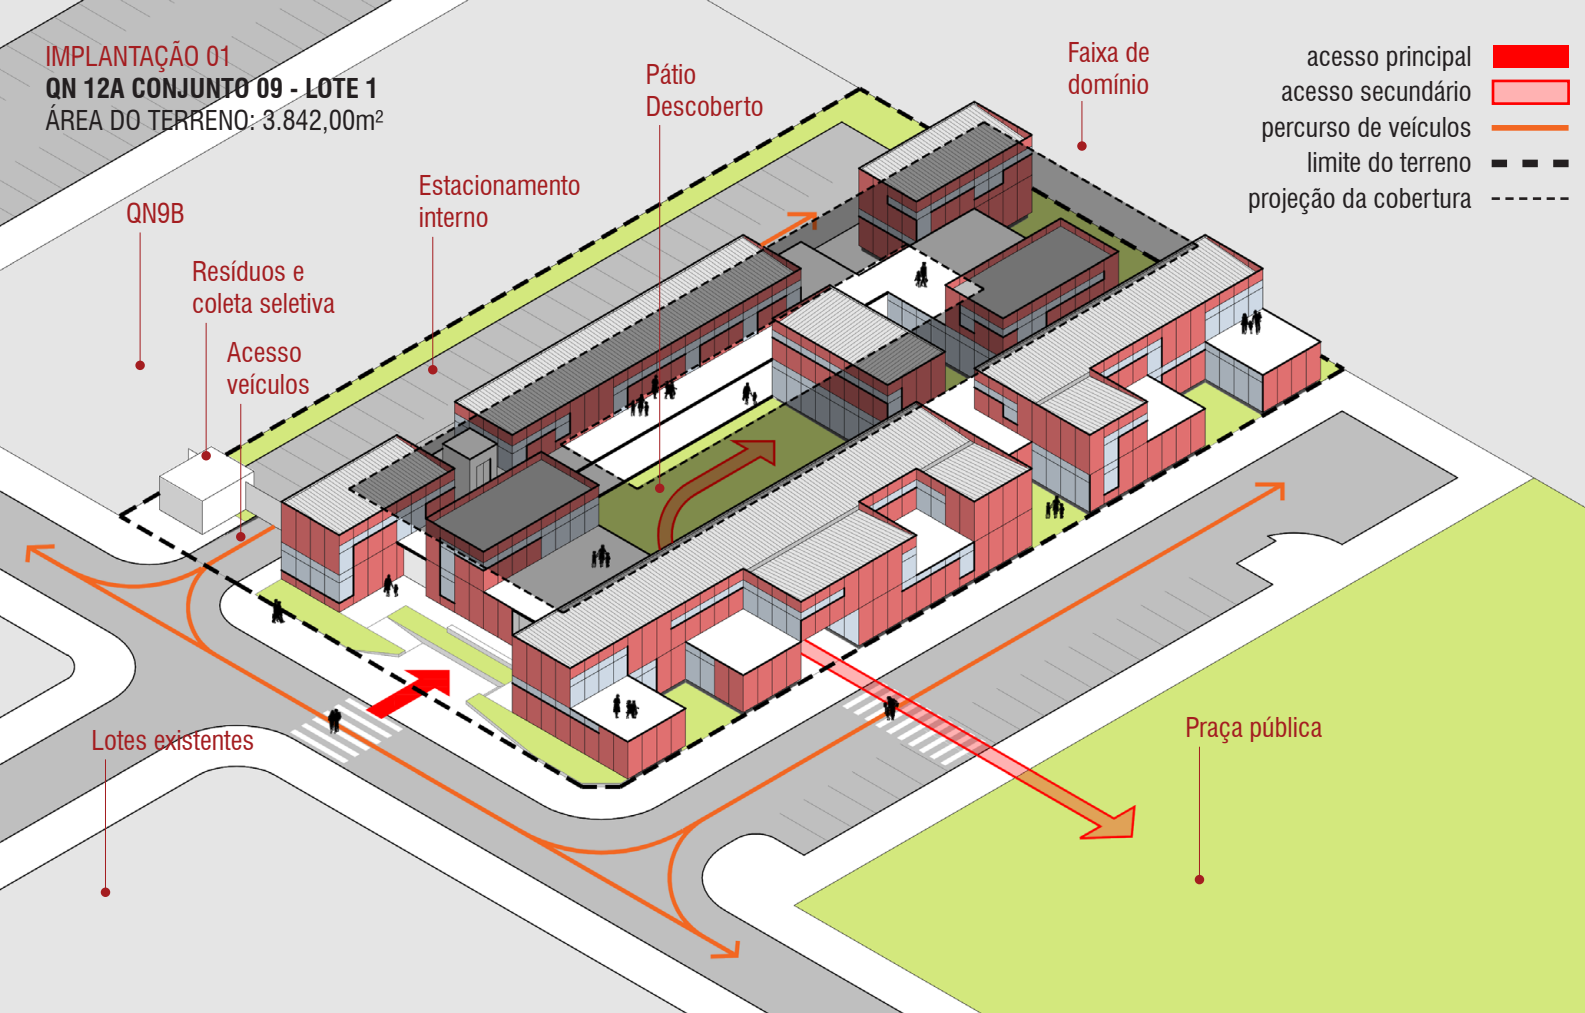 IMPLANTAÇÃO 01
QN 12A CONJUNTO 09 - LOTE 1
ÁREA DO TERRENO: 3.842,00m²
Pátio
Descoberto
Faixa de
domínio
acesso principal
acesso secundário
percurso de veículos
limite do terreno
projeção da cobertura
Estacionamento
interno
QN9B
Resíduos e
coleta seletiva
Acesso
veículos
Lotes existentes
Praça pública